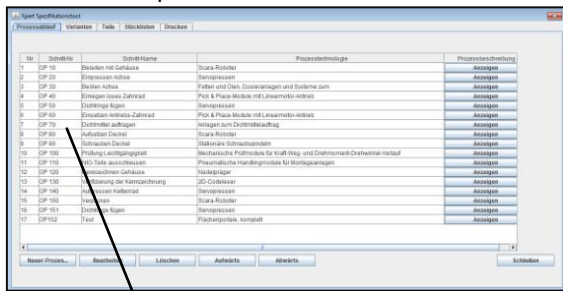 Xpert Spezifikationstool
Prozessablauf Varianten Teile Stücklisten Drucken
Nr Schritt-Nr Schritt-Name Prozesstechnologie Prozessbeschreibung
1 OP 10 Beladen mit Gehäuse Scara-Roboter Anzeigen
2 OP 20 Einpressen Achse Servopressen Anzeigen
3 OP 30 Beölen Achse Fetten und Ölen, Dosieranlagen und Systeme zum Anzeigen
4 OP 40 Einlegen loses Zahnrad Pick & Place-Module mit Linearmotor-Antrieb Anzeigen
5 OP 50 Dichtringe fügen Servopressen Anzeigen
6 OP 60 Einsetzen Antriebs-Zahnrad Pick & Place-Module mit Linearmotor-Antrieb Anzeigen
7 OP 70 Dichtmittel auftragen Anlagen zum Dichtmittelauftrag Anzeigen
8 OP 80 Aufsetzen Deckel Scara-Roboter Anzeigen
9 OP 90 Schrauben Deckel Stationäre Schraubspindeln Anzeigen
10 OP 100 Prüfung Leichtgängigkeit Mechanische Prüfmodule für Kraft-Weg- und Drehmoment-Drehwinkel-Verlauf Anzeigen
11 OP 110 NIO-Teile ausschleusen Pneumatische Handlingmodule für Montageanlagen Anzeigen
12 OP 120 Kennzeichnen Gehäuse Nadelpräger Anzeigen
13 OP 130 Verifizierung der Kennzeichnung 2D-Codeleser Anzeigen
14 OP 140 Aufpressen Kettenrad Servopressen Anzeigen
15 OP 150 Verpacken Scara-Roboter Anzeigen
16 OP 151 Dichtringe fügen Servopressen Anzeigen
17 OP152 Test Flächenportale, komplett Anzeigen
Neuer Prozess... Bearbeiten Löschen Aufwärts Abwärts Schließen